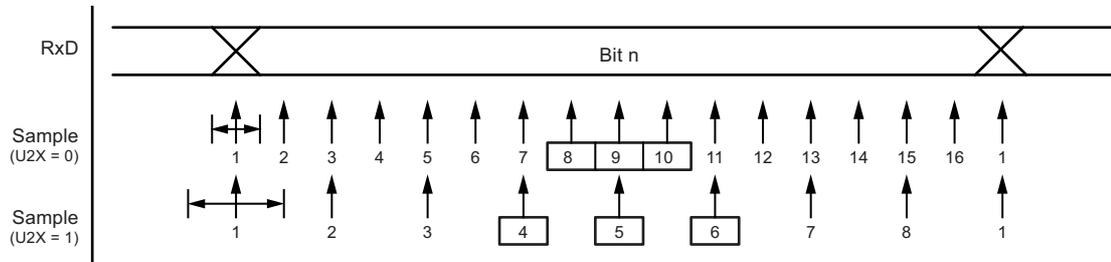 RxD Bit n
Sample
(U2X = 0)
1 2 3 4 5 6 7 8 9 10 11 12 13 14 15 16 1
Sample
(U2X = 1)
1 2 3 4 5 6 7 8 1